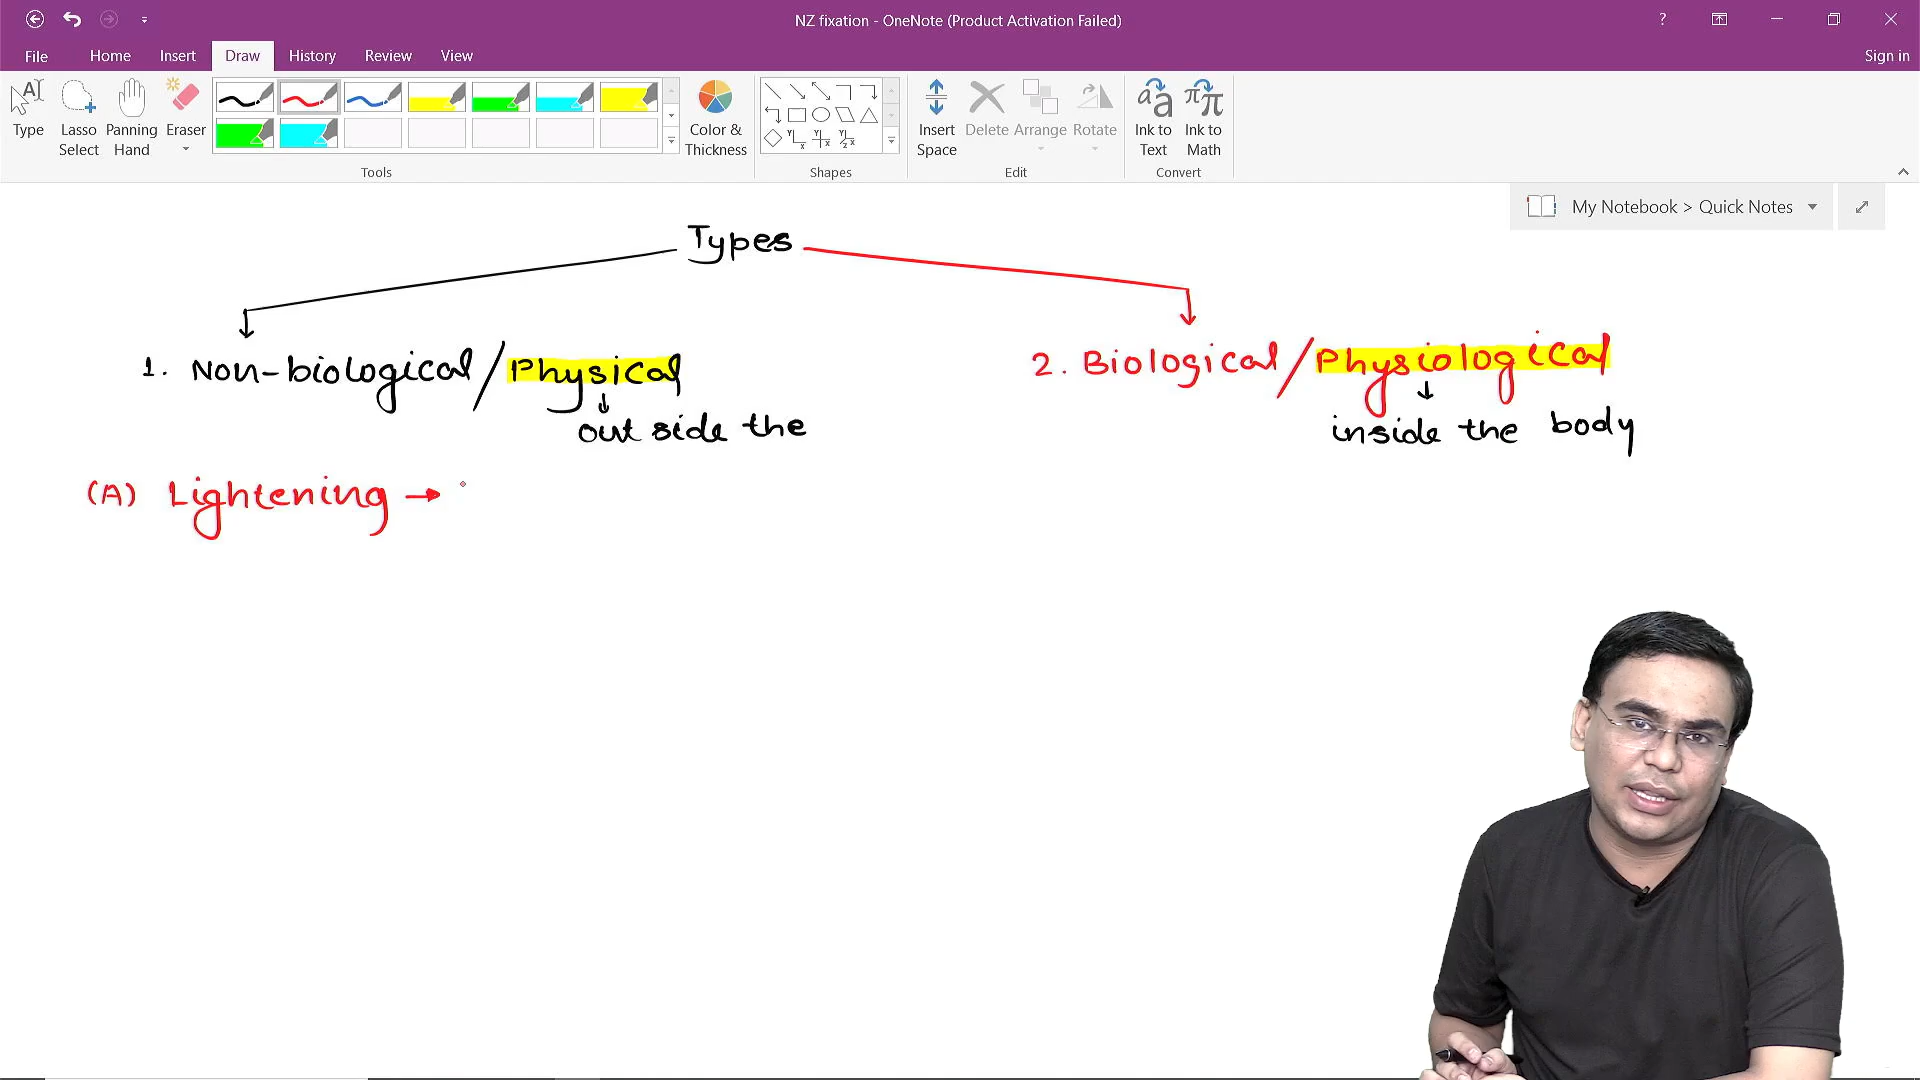 NZ fixation - OneNote (Product Activation Failed)
?
File Home Insert Draw History Review View Sign in
Type Lasso Select Panning Hand Eraser Color & Thickness Insert Space Delete Arrange Rotate Ink to Text Ink to Math
Tools Shapes Edit Convert
My Notebook > Quick Notes
Types
1. Non-biological/Physical
2. Biological/Physiological
out side the
inside the body
(A) Lightening →